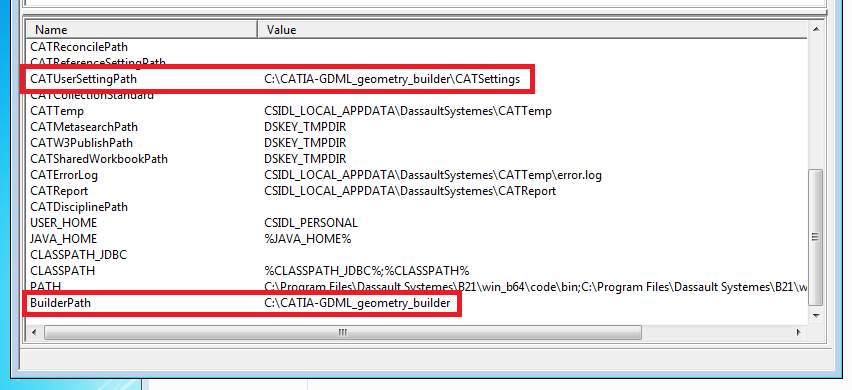 Name Value
CATReconcilePath
CATReferenceSettingPath
CATUserSettingPath C:\CATIA-GDML_geometry_builder\CATSettings
CATCollectionStandard
CATTemp CSIDL_LOCAL_APPDATA\DassaultSystemes\CATTemp
CATMetasearchPath DSKEY_TMPDIR
CATW3PublishPath DSKEY_TMPDIR
CATSharedWorkbookPath DSKEY_TMPDIR
CATErrorLog CSIDL_LOCAL_APPDATA\DassaultSystemes\CATTemp\error.log
CATReport CSIDL_LOCAL_APPDATA\DassaultSystemes\CATReport
CATDisciplinePath
USER_HOME CSIDL_PERSONAL
JAVA_HOME %JAVA_HOME%
CLASSPATH_JDBC
CLASSPATH %CLASSPATH_JDBC%;%CLASSPATH%
PATH C:\Program Files\Dassault Systemes\B21\win_b64\code\bin;C:\Program Files\Dassault Systemes\B21\w
BuilderPath C:\CATIA-GDML_geometry_builder